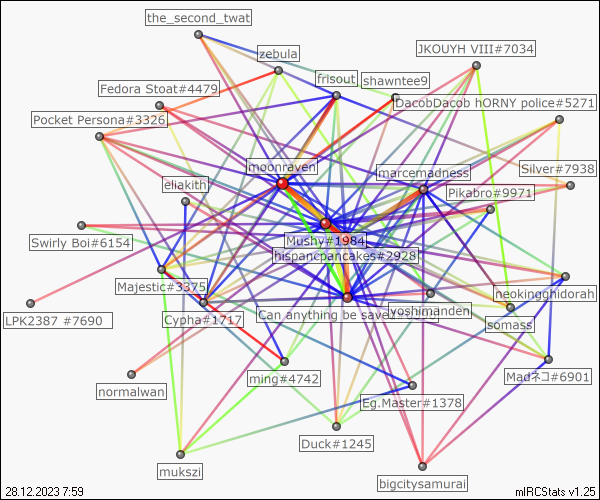 the_second_twat
JKOUYH VIII#7034
zebula
frisout
shawntee9
Fedora Stoat#4479
DacobDacob hORNY police#5271
Pocket Persona#3326
moonraven
marcemadness
Silver#7938
eliakith
Pikabro#9971
Swirly Boi#6154
Mushy#1984
hispancpancakes#2928
Majestic#3375
neokingghidorah
LPK2387 #7690
Cypha#1717
Can anything be saved
yoshimanden
somass
ming#4742
Madネコ#6901
normalwan
Eg.Master#1378
Duck#1245
mukszi
bigcitysamurai
28.12.2023 7:59
mIRCStats v1.25